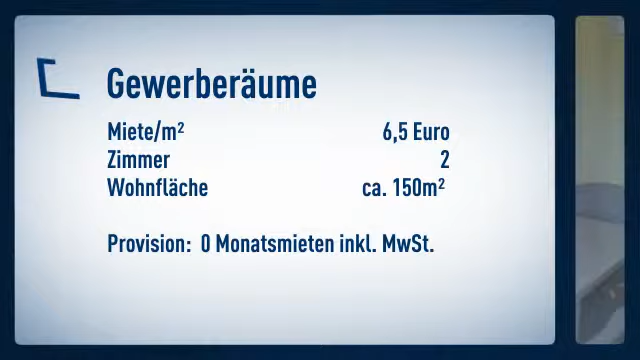 Gewerberäume
Miete/m² 6,5 Euro
Zimmer 2
Wohnfläche ca. 150m²
Provision: 0 Monatsmieten inkl. MwSt.